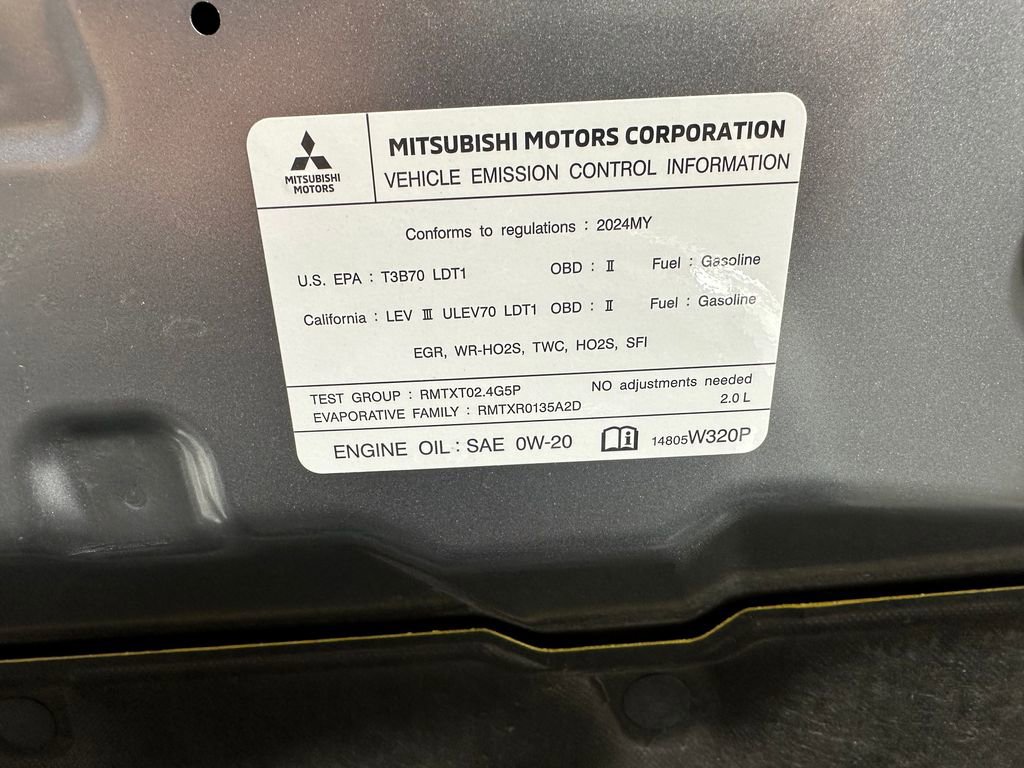 MITSUBISHI
MOTORS
MITSUBISHI MOTORS CORPORATION
VEHICLE EMISSION CONTROL INFORMATION
Conforms to regulations : 2024MY
U.S. EPA : T3B70 LDT1 OBD : Ⅱ Fuel : Gasoline
California : LEV Ⅲ ULEV70 LDT1 OBD : Ⅱ Fuel : Gasoline
EGR, WR-HO2S, TWC, HO2S, SFI
TEST GROUP : RMTXT02.4G5P NO adjustments needed
EVAPORATIVE FAMILY : RMTXR0135A2D 2.0 L
ENGINE OIL : SAE 0W-20 14805W320P